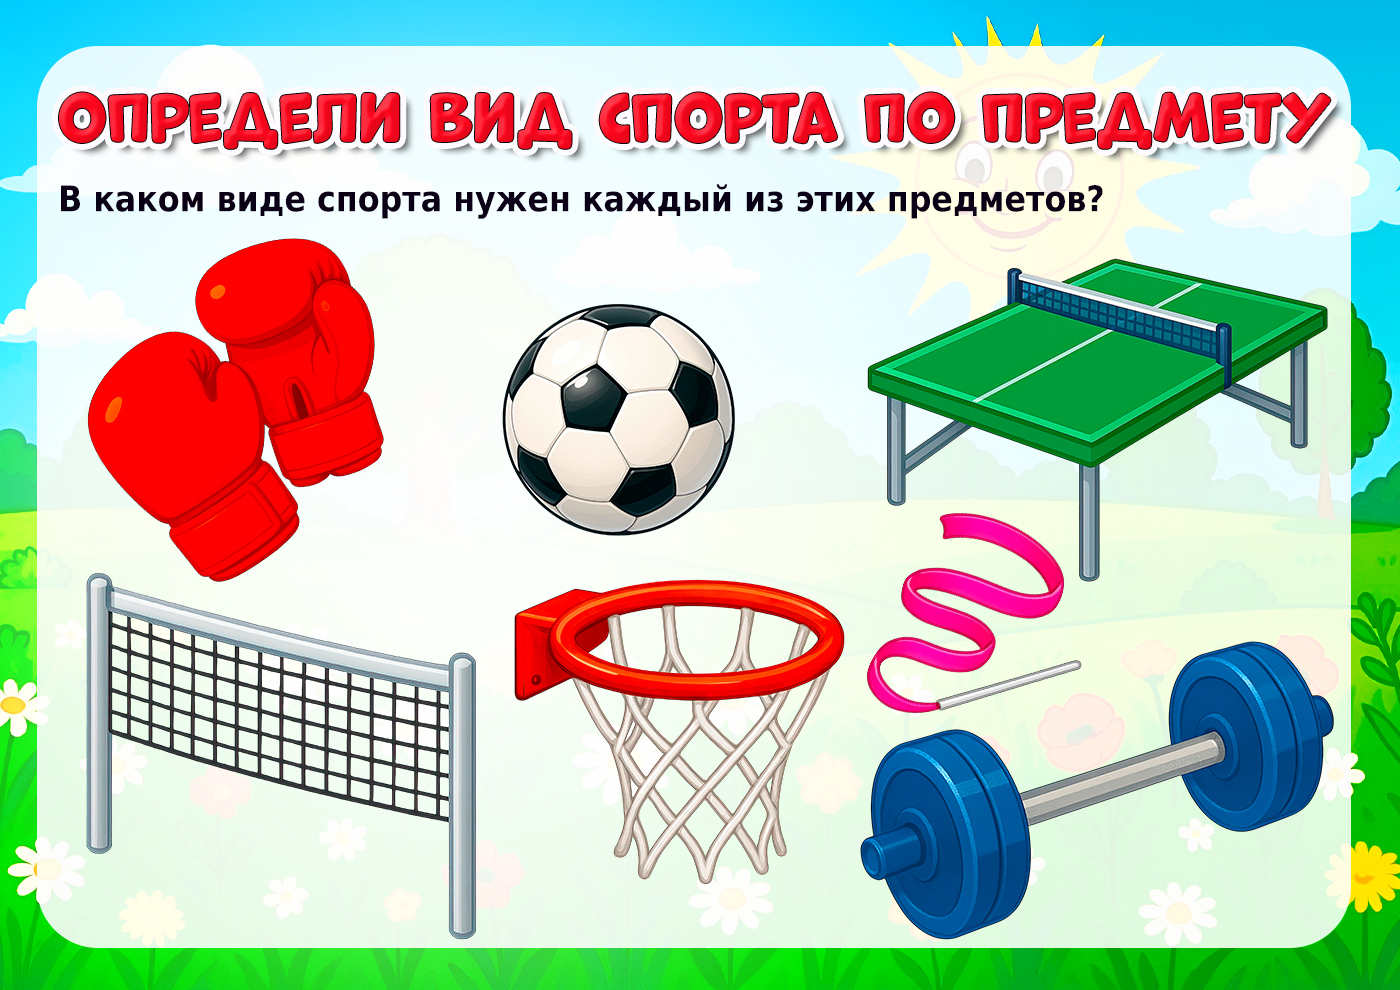 ОПРЕДЕЛИ ВИД СПОРТА ПО ПРЕДМЕТУ
В каком виде спорта нужен каждый из этих предметов?